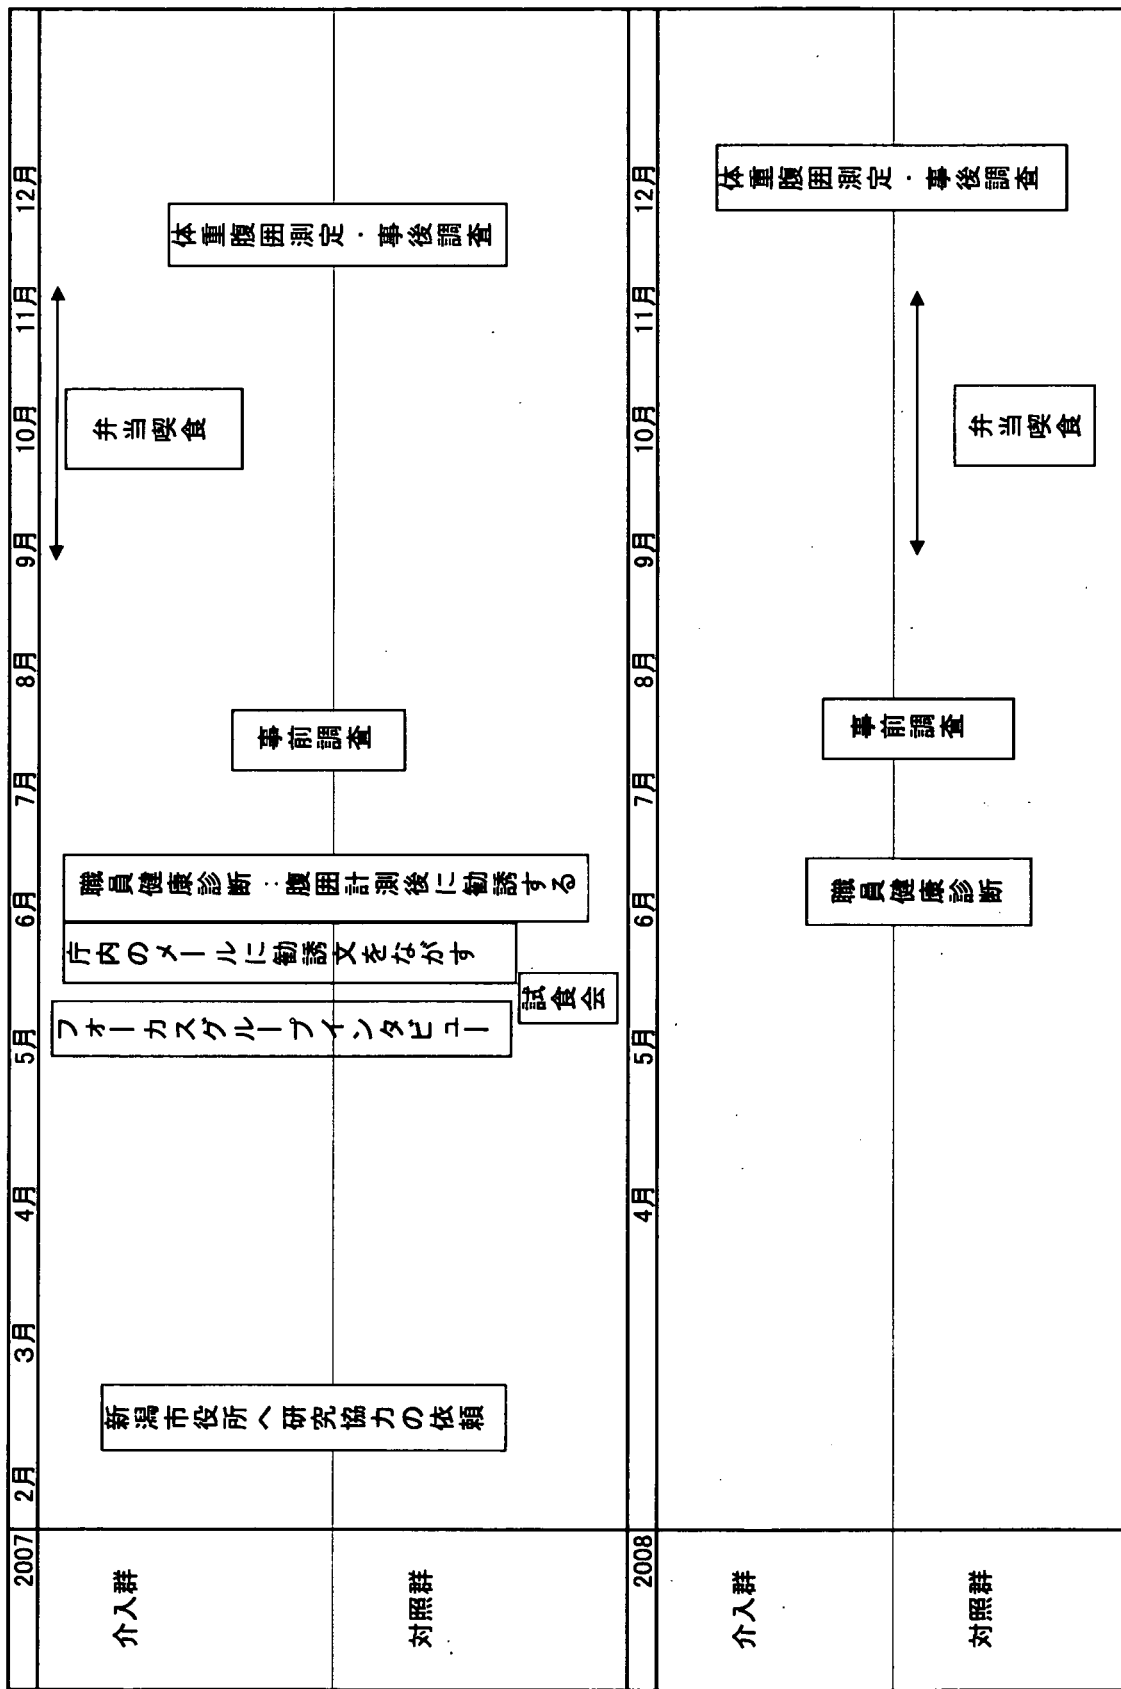 2007 2月 3月 4月 5月 6月 7月 8月 9月 10月 11月 12月
介入群
対照群
新潟市役所へ研究協力の依頼
フォーカスグループインタビュー
試食会
庁内のメールに勧誘文をながす
職員健康診断：腹囲計測後に勧誘する
事前調査
弁当喫食
体重腹囲測定・事後調査
2008 4月 5月 6月 7月 8月 9月 10月 11月 12月
介入群
対照群
職員健康診断
事前調査
弁当喫食
体重腹囲測定・事後調査